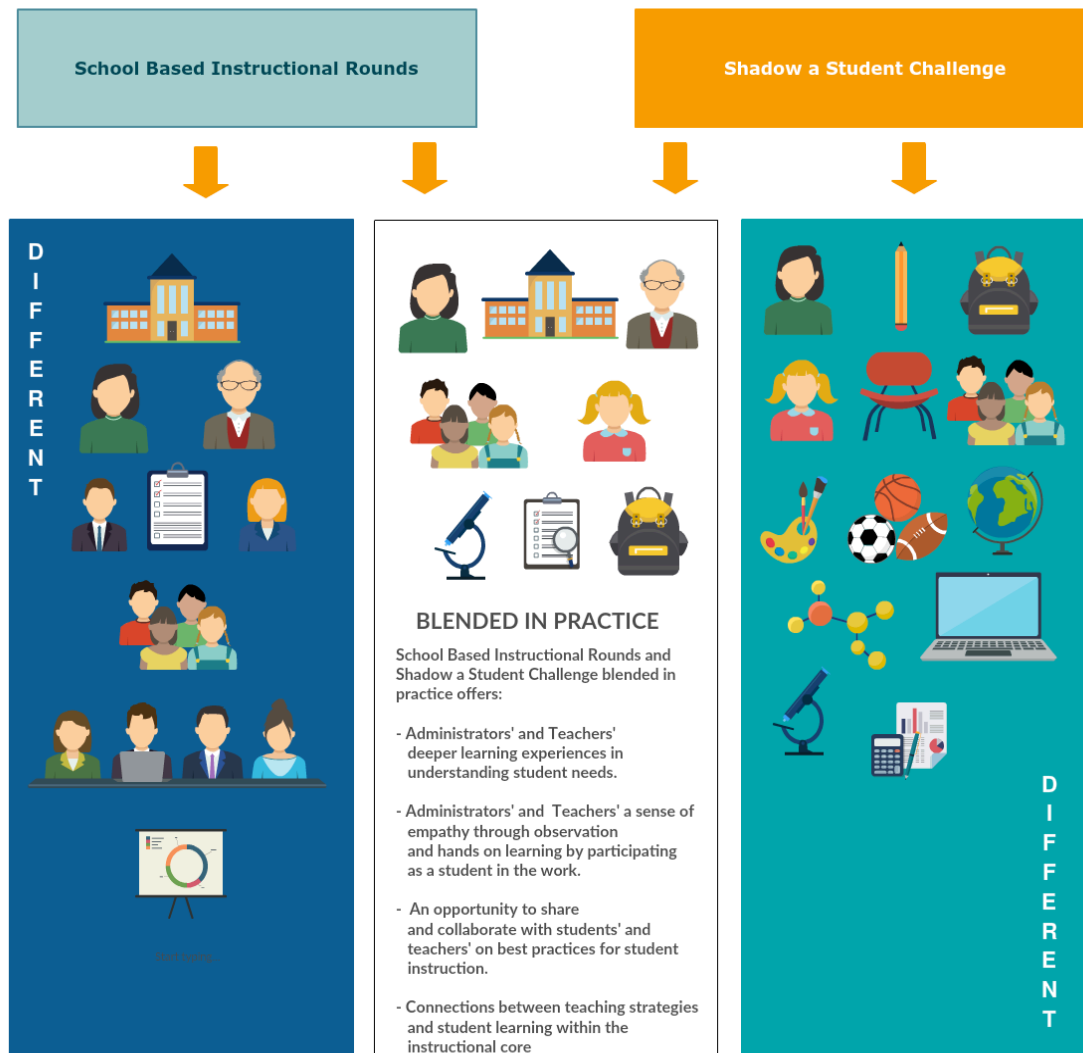 School Based Instructional Rounds
Shadow a Student Challenge
DIFFERENT
BLENDED IN PRACTICE
School Based Instructional Rounds and
Shadow a Student Challenge blended in
practice offers:
- Administrators' and Teachers'
deeper learning experiences in
understanding student needs.
- Administrators' and  Teachers' a sense of
empathy through observation
and hands on learning by participating
as a student in the work.
-  An opportunity to share
and collaborate with students' and
teachers' on best practices for student
instruction.
- Connections between teaching strategies
and student learning within the
instructional core
DIFFERENT